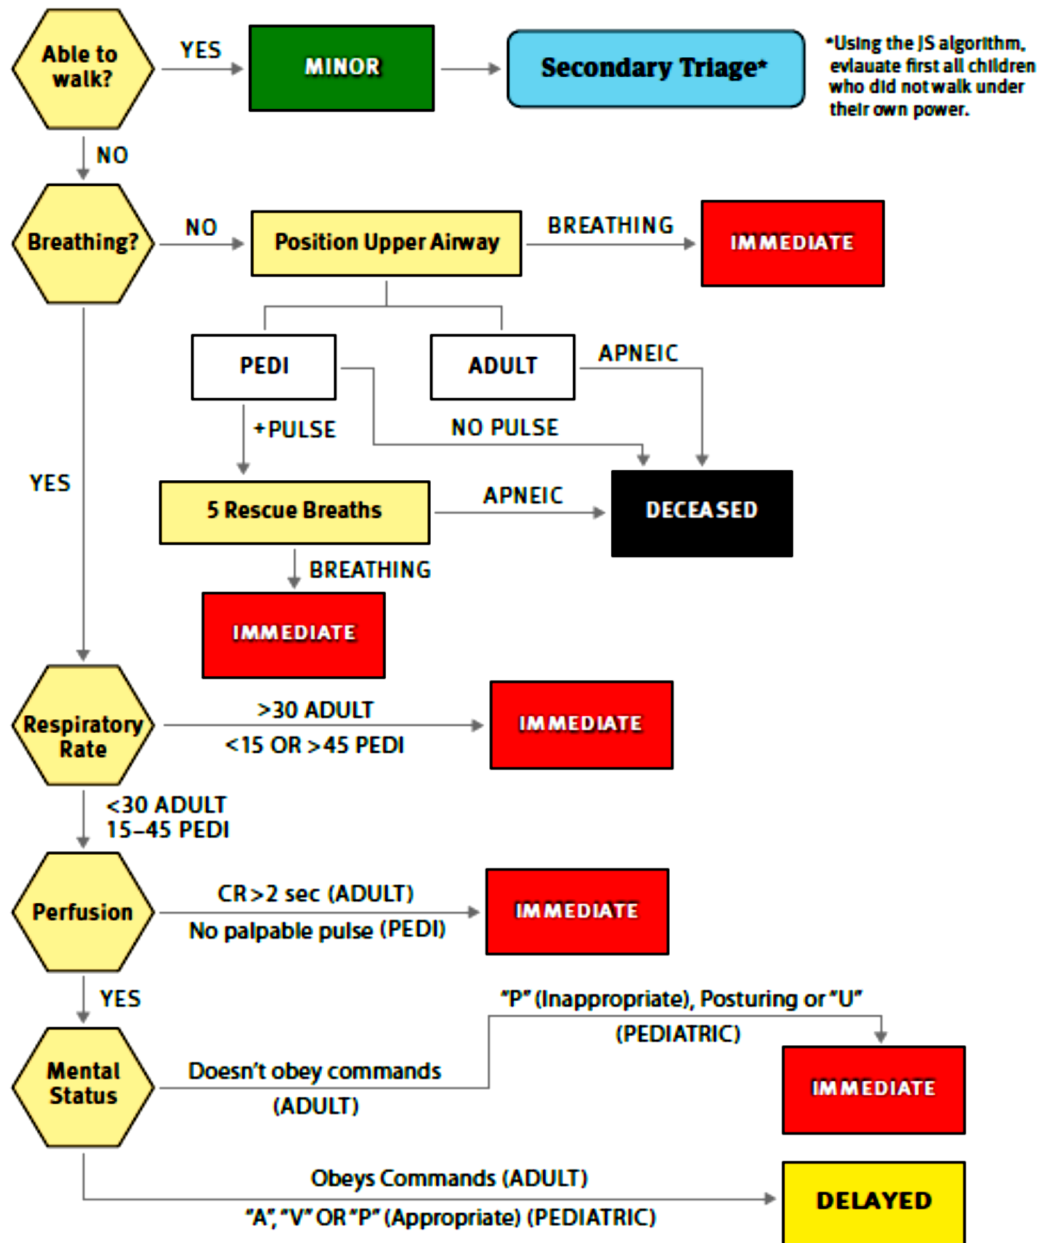 Able to
walk?
YES
MINOR
Secondary Triage*
*Using the JS algorithm,
evlauate first all children
who did not walk under
their own power.
NO
Breathing?
NO
Position Upper Airway
BREATHING
IMMEDIATE
PEDI
ADULT
APNEIC
+PULSE
NO PULSE
YES
5 Rescue Breaths
APNEIC
DECEASED
BREATHING
IMMEDIATE
Respiratory
Rate
>30 ADULT
<15 OR >45 PEDI
IMMEDIATE
<30 ADULT
15–45 PEDI
Perfusion
CR>2 sec (ADULT)
No palpable pulse (PEDI)
IMMEDIATE
YES
"P" (Inappropriate), Posturing or "U"
(PEDIATRIC)
Mental
Status
Doesn't obey commands
(ADULT)
IMMEDIATE
Obeys Commands (ADULT)
"A", "V" OR "P" (Appropriate) (PEDIATRIC)
DELAYED